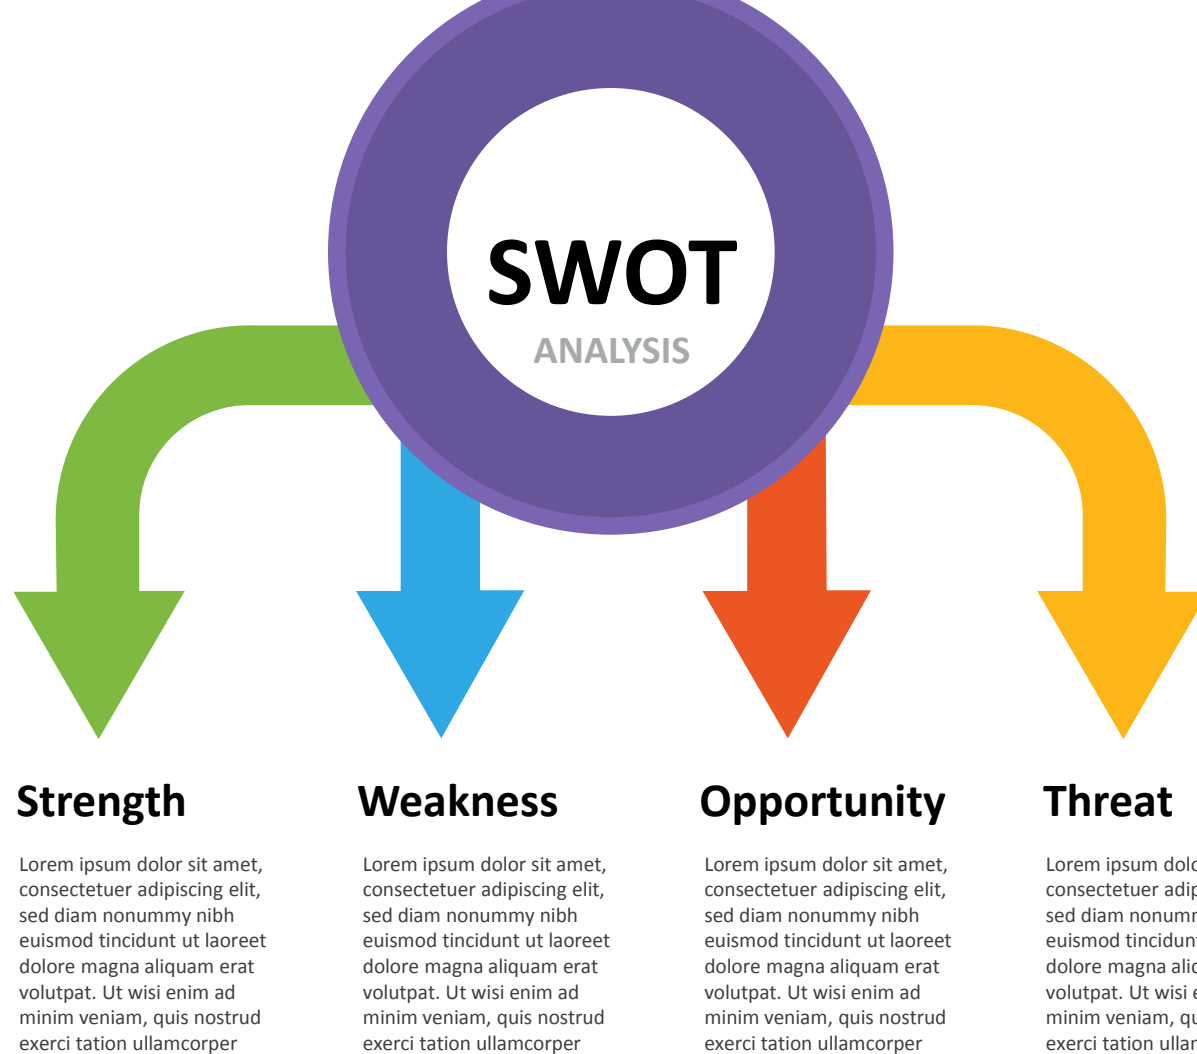 SWOT
ANALYSIS
Strength
Lorem ipsum dolor sit amet,
consectetuer adipiscing elit,
sed diam nonummy nibh
euismod tincidunt ut laoreet
dolore magna aliquam erat
volutpat. Ut wisi enim ad
minim veniam, quis nostrud
exerci tation ullamcorper
Weakness
Lorem ipsum dolor sit amet,
consectetuer adipiscing elit,
sed diam nonummy nibh
euismod tincidunt ut laoreet
dolore magna aliquam erat
volutpat. Ut wisi enim ad
minim veniam, quis nostrud
exerci tation ullamcorper
Opportunity
Lorem ipsum dolor sit amet,
consectetuer adipiscing elit,
sed diam nonummy nibh
euismod tincidunt ut laoreet
dolore magna aliquam erat
volutpat. Ut wisi enim ad
minim veniam, quis nostrud
exerci tation ullamcorper
Threat
Lorem ipsum
consectetuer
sed diam
euismod
dolore magna
volutpat. Ut wisi
minim veniam,
exerci tation